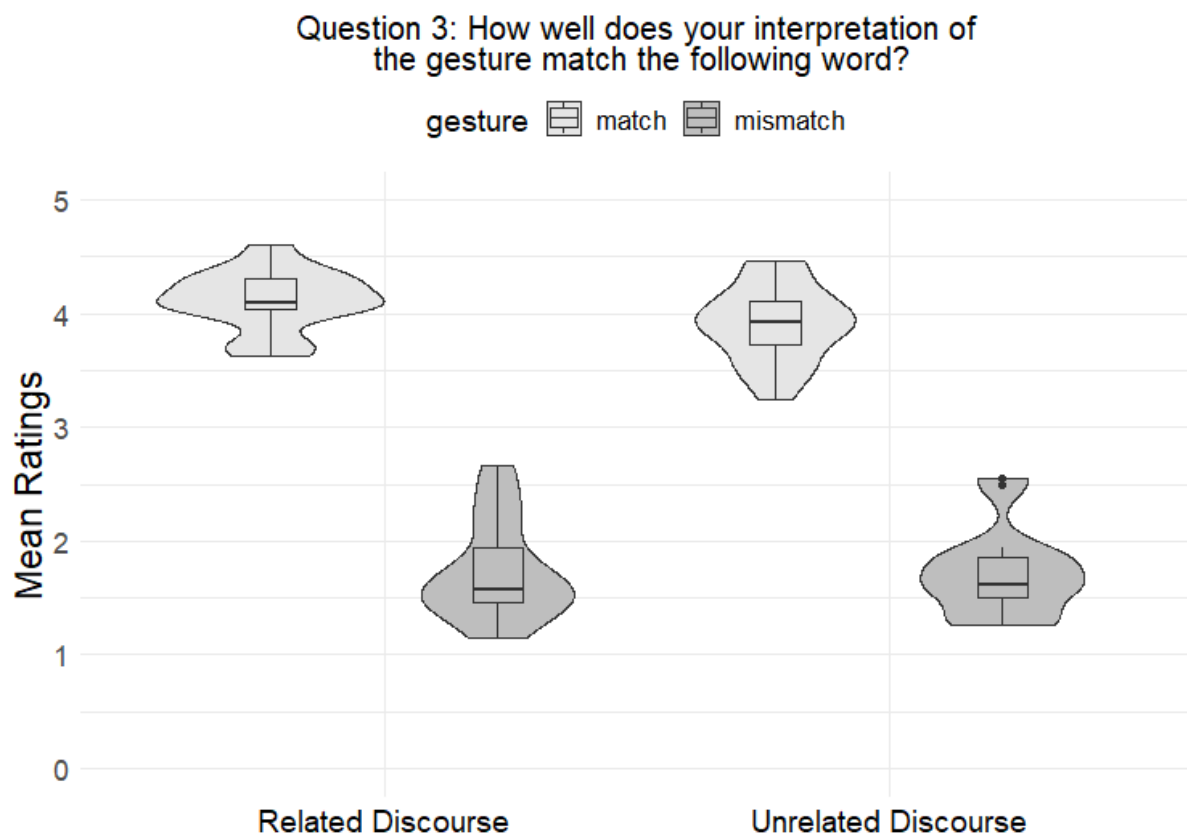 Question 3: How well does your interpretation of
the gesture match the following word?
gesture match mismatch
Mean Ratings
5
4
3
2
1
0
Related Discourse Unrelated Discourse